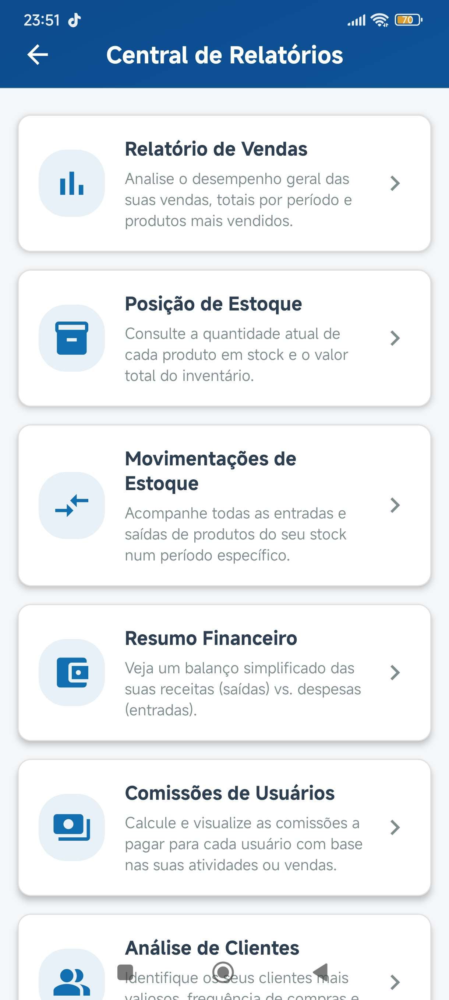 23:51
70
Central de Relatórios
Relatório de Vendas
Analise o desempenho geral das
suas vendas, totais por período e
produtos mais vendidos.
Posição de Estoque
Consulte a quantidade atual de
cada produto em stock e o valor
total do inventário.
Movimentações de
Estoque
Acompanhe todas as entradas e
saídas de produtos do seu stock
num período específico.
Resumo Financeiro
Veja um balanço simplificado das
suas receitas (saídas) vs. despesas
(entradas).
Comissões de Usuários
Calcule e visualize as comissões a
pagar para cada usuário com base
nas suas atividades ou vendas.
Análise de Clientes
Identifique os seus clientes mais
valiosos, frequência de compras e